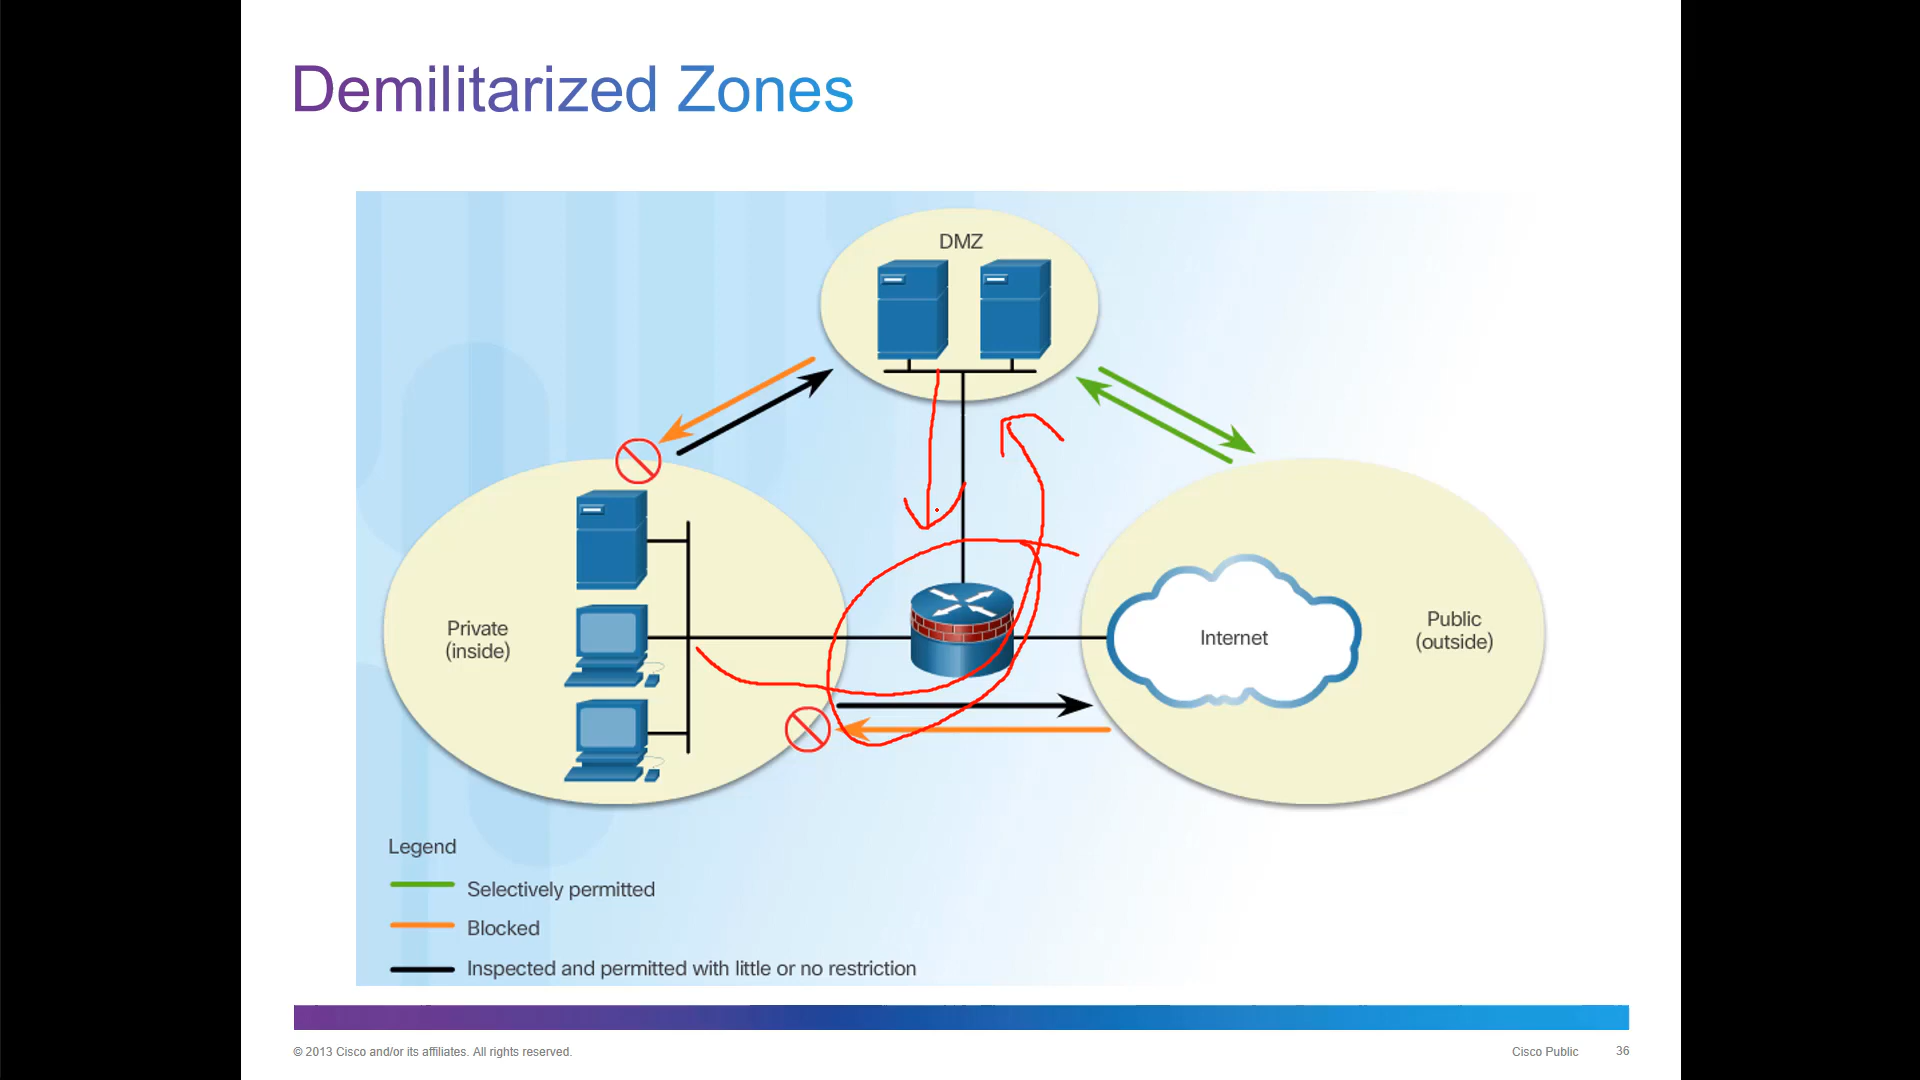 Demilitarized Zones
DMZ
Private
(inside)
Internet
Public
(outside)
Legend
Selectively permitted
Blocked
Inspected and permitted with little or no restriction
© 2013 Cisco and/or its affiliates. All rights reserved.
Cisco Public
36